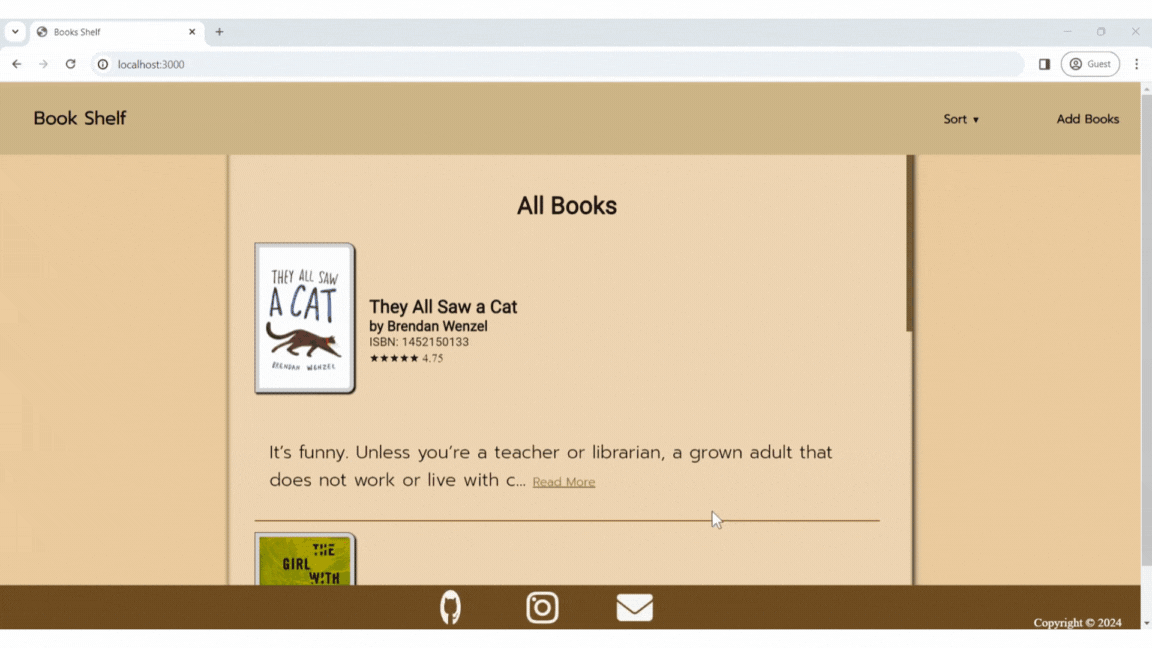 Books Shelf
localhost:3000
Guest
Book Shelf
Sort ▾
Add Books
All Books
THEY ALL SAW
A CAT
BRENDAN WENZEL
They All Saw a Cat
by Brendan Wenzel
ISBN: 1452150133
★★★★★ 4.75
It’s funny. Unless you’re a teacher or librarian, a grown adult that
does not work or live with c... Read More
THE
GIRL
WITH
Copyright © 2024